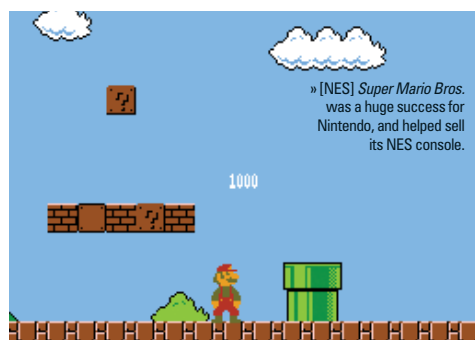 » [NES] Super Mario Bros.
was a huge success for
Nintendo, and helped sell
its NES console.
?
1000
?